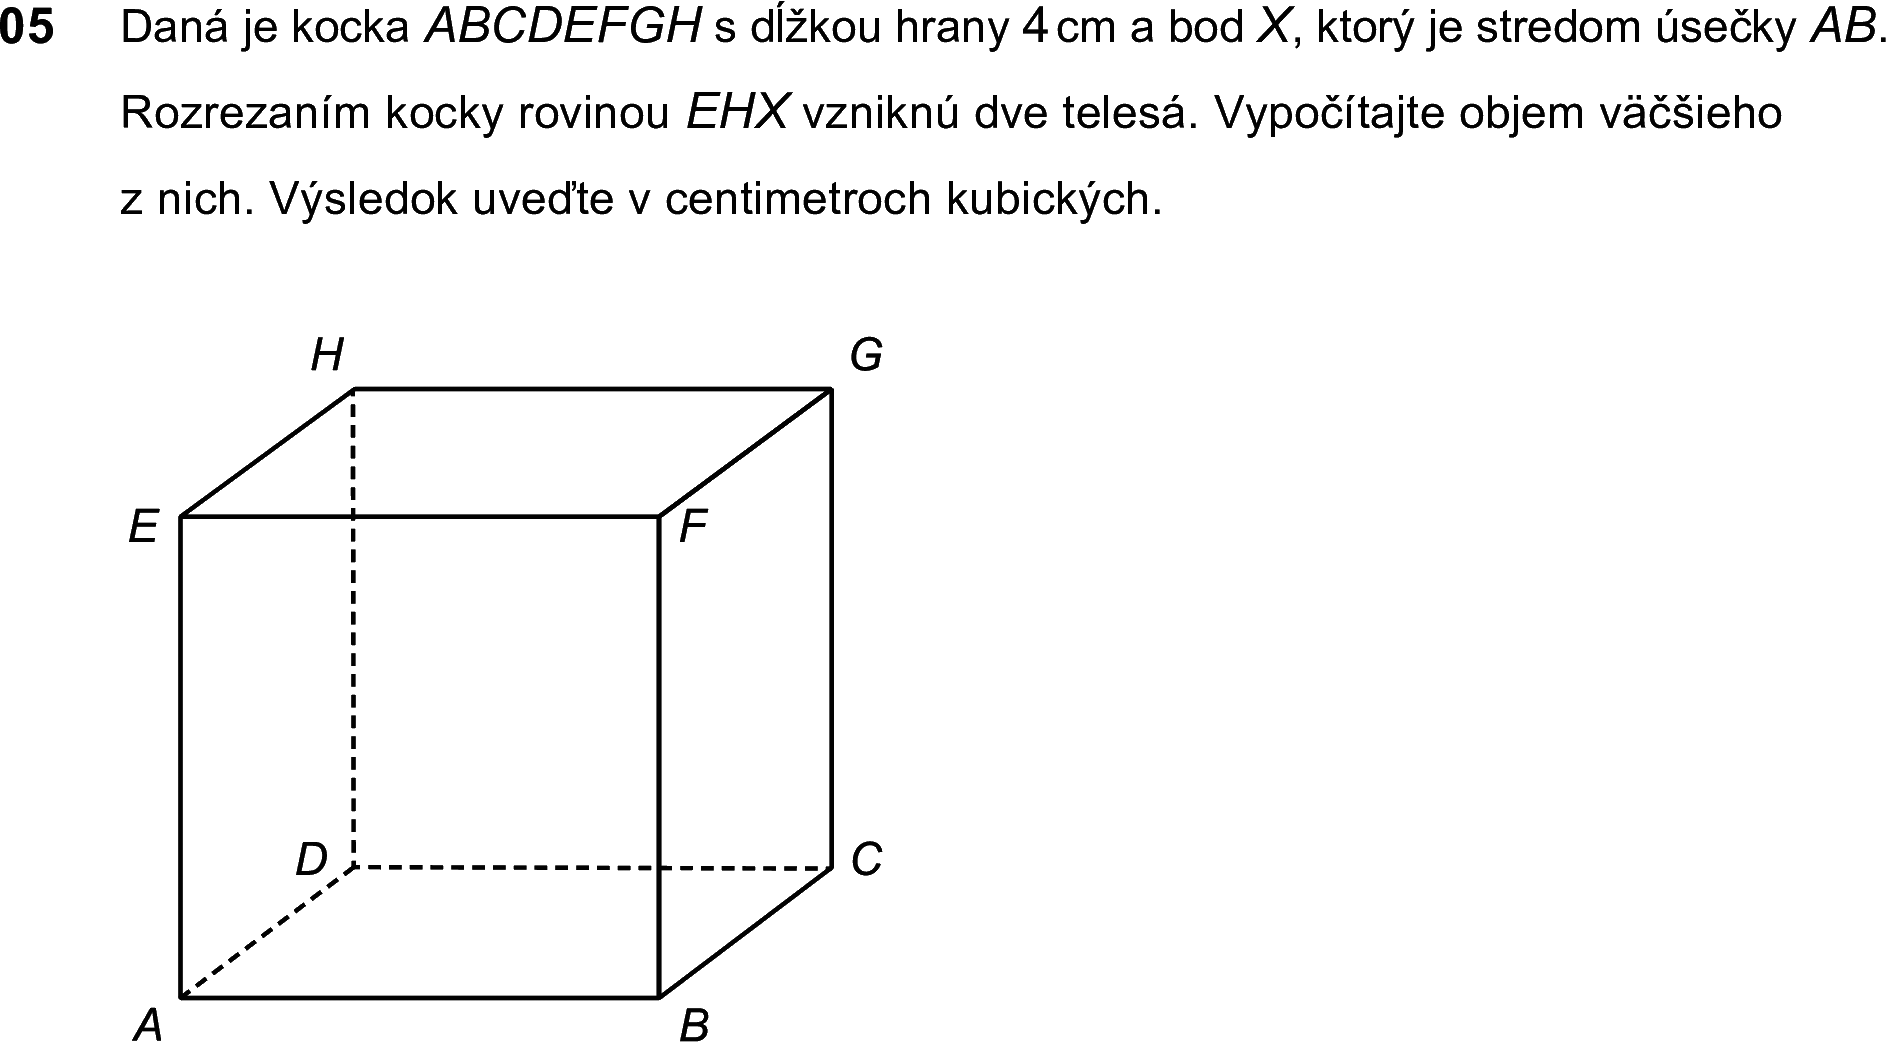 05 Daná je kocka ABCDEFGH s dĺžkou hrany 4 cm a bod X, ktorý je stredom úsečky AB.
Rozrezaním kocky rovinou EHX vzniknú dve telesá. Vypočítajte objem väčšieho
z nich. Výsledok uveďte v centimetroch kubických.
H G
E F
D C
A B